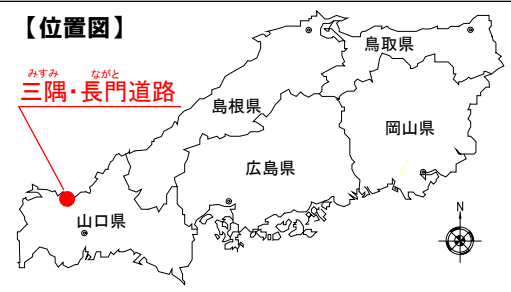 【位置図】
みすみ ながと
三隅・長門道路
鳥取県
島根県
岡山県
広島県
山口県
N